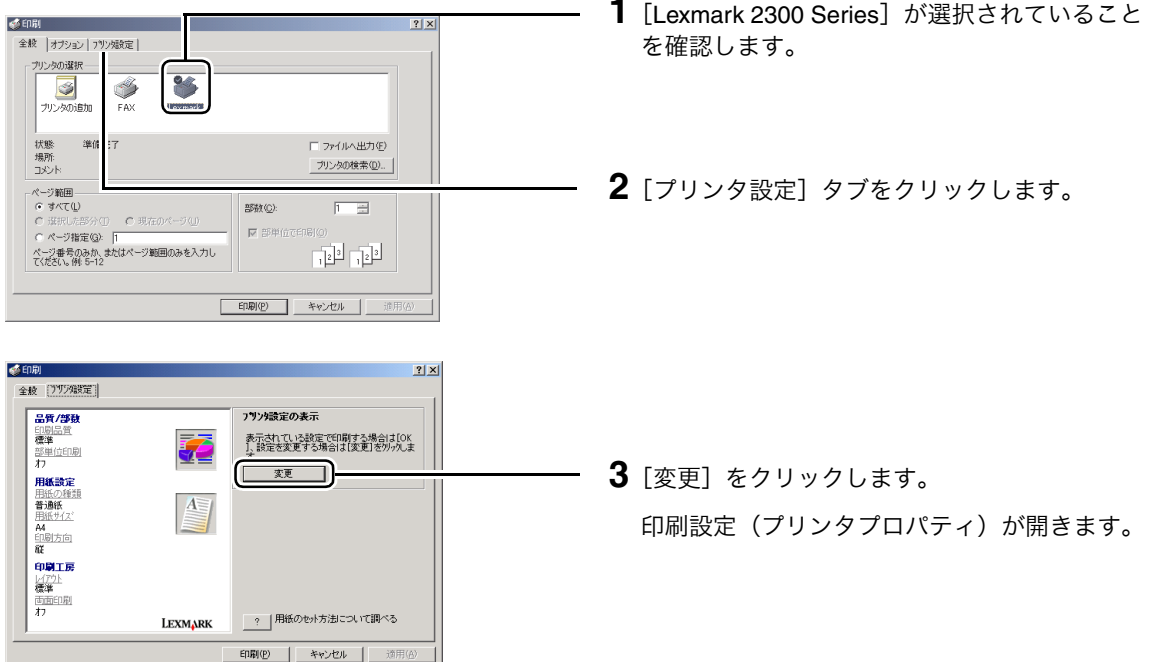 印刷
全般 オプション プリンタ設定
プリンタの選択
プリンタの追加 FAX Lexmark
状態: 準備完了
場所:
コメント:
ファイルへ出力(F)
プリンタの検索(D)...
ページ範囲
すべて(L)
選択した部分(T) 現在のページ(U)
ページ指定(G): 1
ページ番号のみか、またはページ範囲のみを入力し
てください。例: 5-12
部数(C): 1
部単位で印刷(O)
1 2 3 1 2 3
印刷(P) キャンセル 適用(A)
1 [Lexmark 2300 Series] が選択されていること
を確認します。
2 [プリンタ設定] タブをクリックします。
印刷
全般 プリンタ設定
品質/部数
印刷品質
標準
部単位印刷
オフ
用紙設定
用紙の種類
普通紙
用紙サイズ
A4
印刷方向
縦
印刷工房
レイアウト
標準
両面印刷
オフ
LEXMARK
プリンタ設定の表示
表示されている設定で印刷する場合は[OK
]、設定を変更する場合は[変更]をクリックしま
変更
? 用紙のセット方法について調べる
印刷(P) キャンセル 適用(A)
3 [変更] をクリックします。
印刷設定（プリンタプロパティ）が開きます。